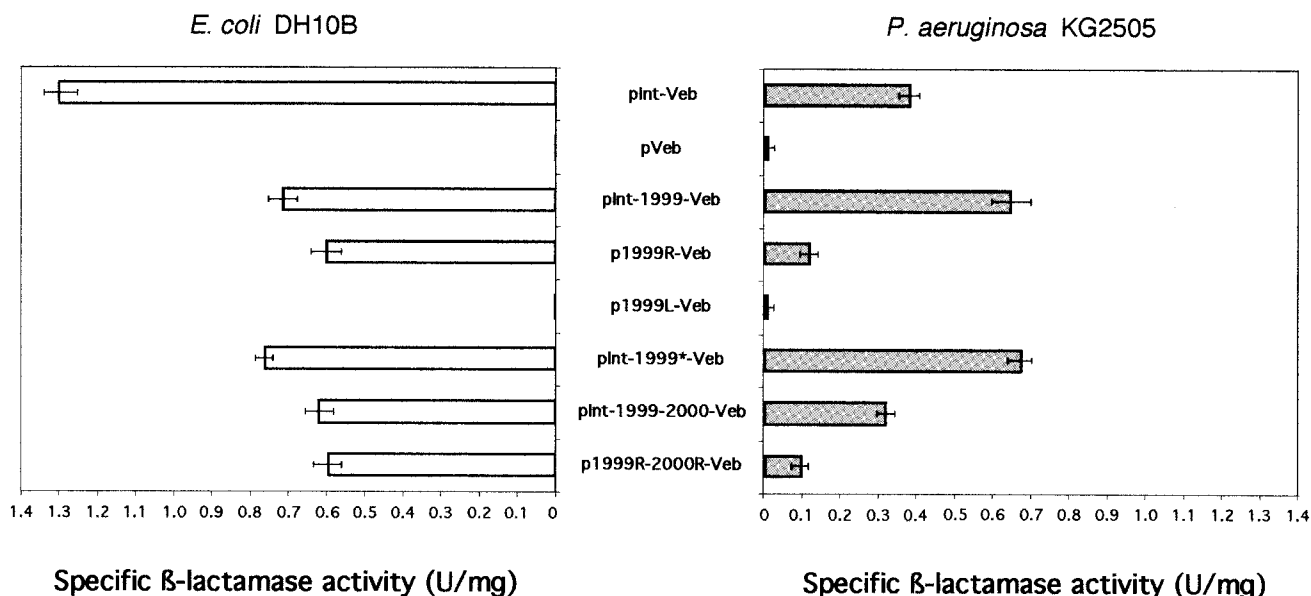 E. coli DH10B
P. aeruginosa KG2505
pInt-Veb
pVeb
pInt-1999-Veb
p1999R-Veb
p1999L-Veb
pInt-1999*-Veb
pInt-1999-2000-Veb
p1999R-2000R-Veb
1.4 1.3 1.2 1.1 1.0 0.9 0.8 0.7 0.6 0.5 0.4 0.3 0.2 0.1 0
0 0.1 0.2 0.3 0.4 0.5 0.6 0.7 0.8 0.9 1.0 1.1 1.2 1.3 1.4
Specific ß-lactamase activity (U/mg)
Specific ß-lactamase activity (U/mg)